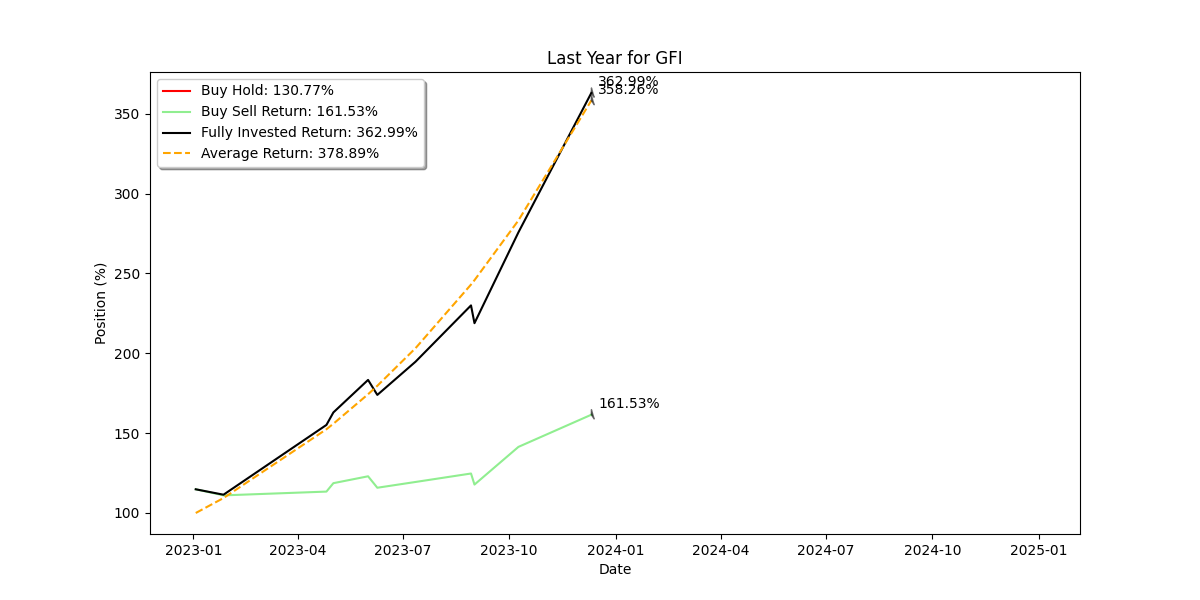 Last Year for GFI
362.99%
358.26%
Buy Hold: 130.77%
Buy Sell Return: 161.53%
Fully Invested Return: 362.99%
Average Return: 378.89%
350
300
250
200
150
100
Position (%)
161.53%
2023-01
2023-04
2023-07
2023-10
2024-01
2024-04
2024-07
2024-10
2025-01
Date